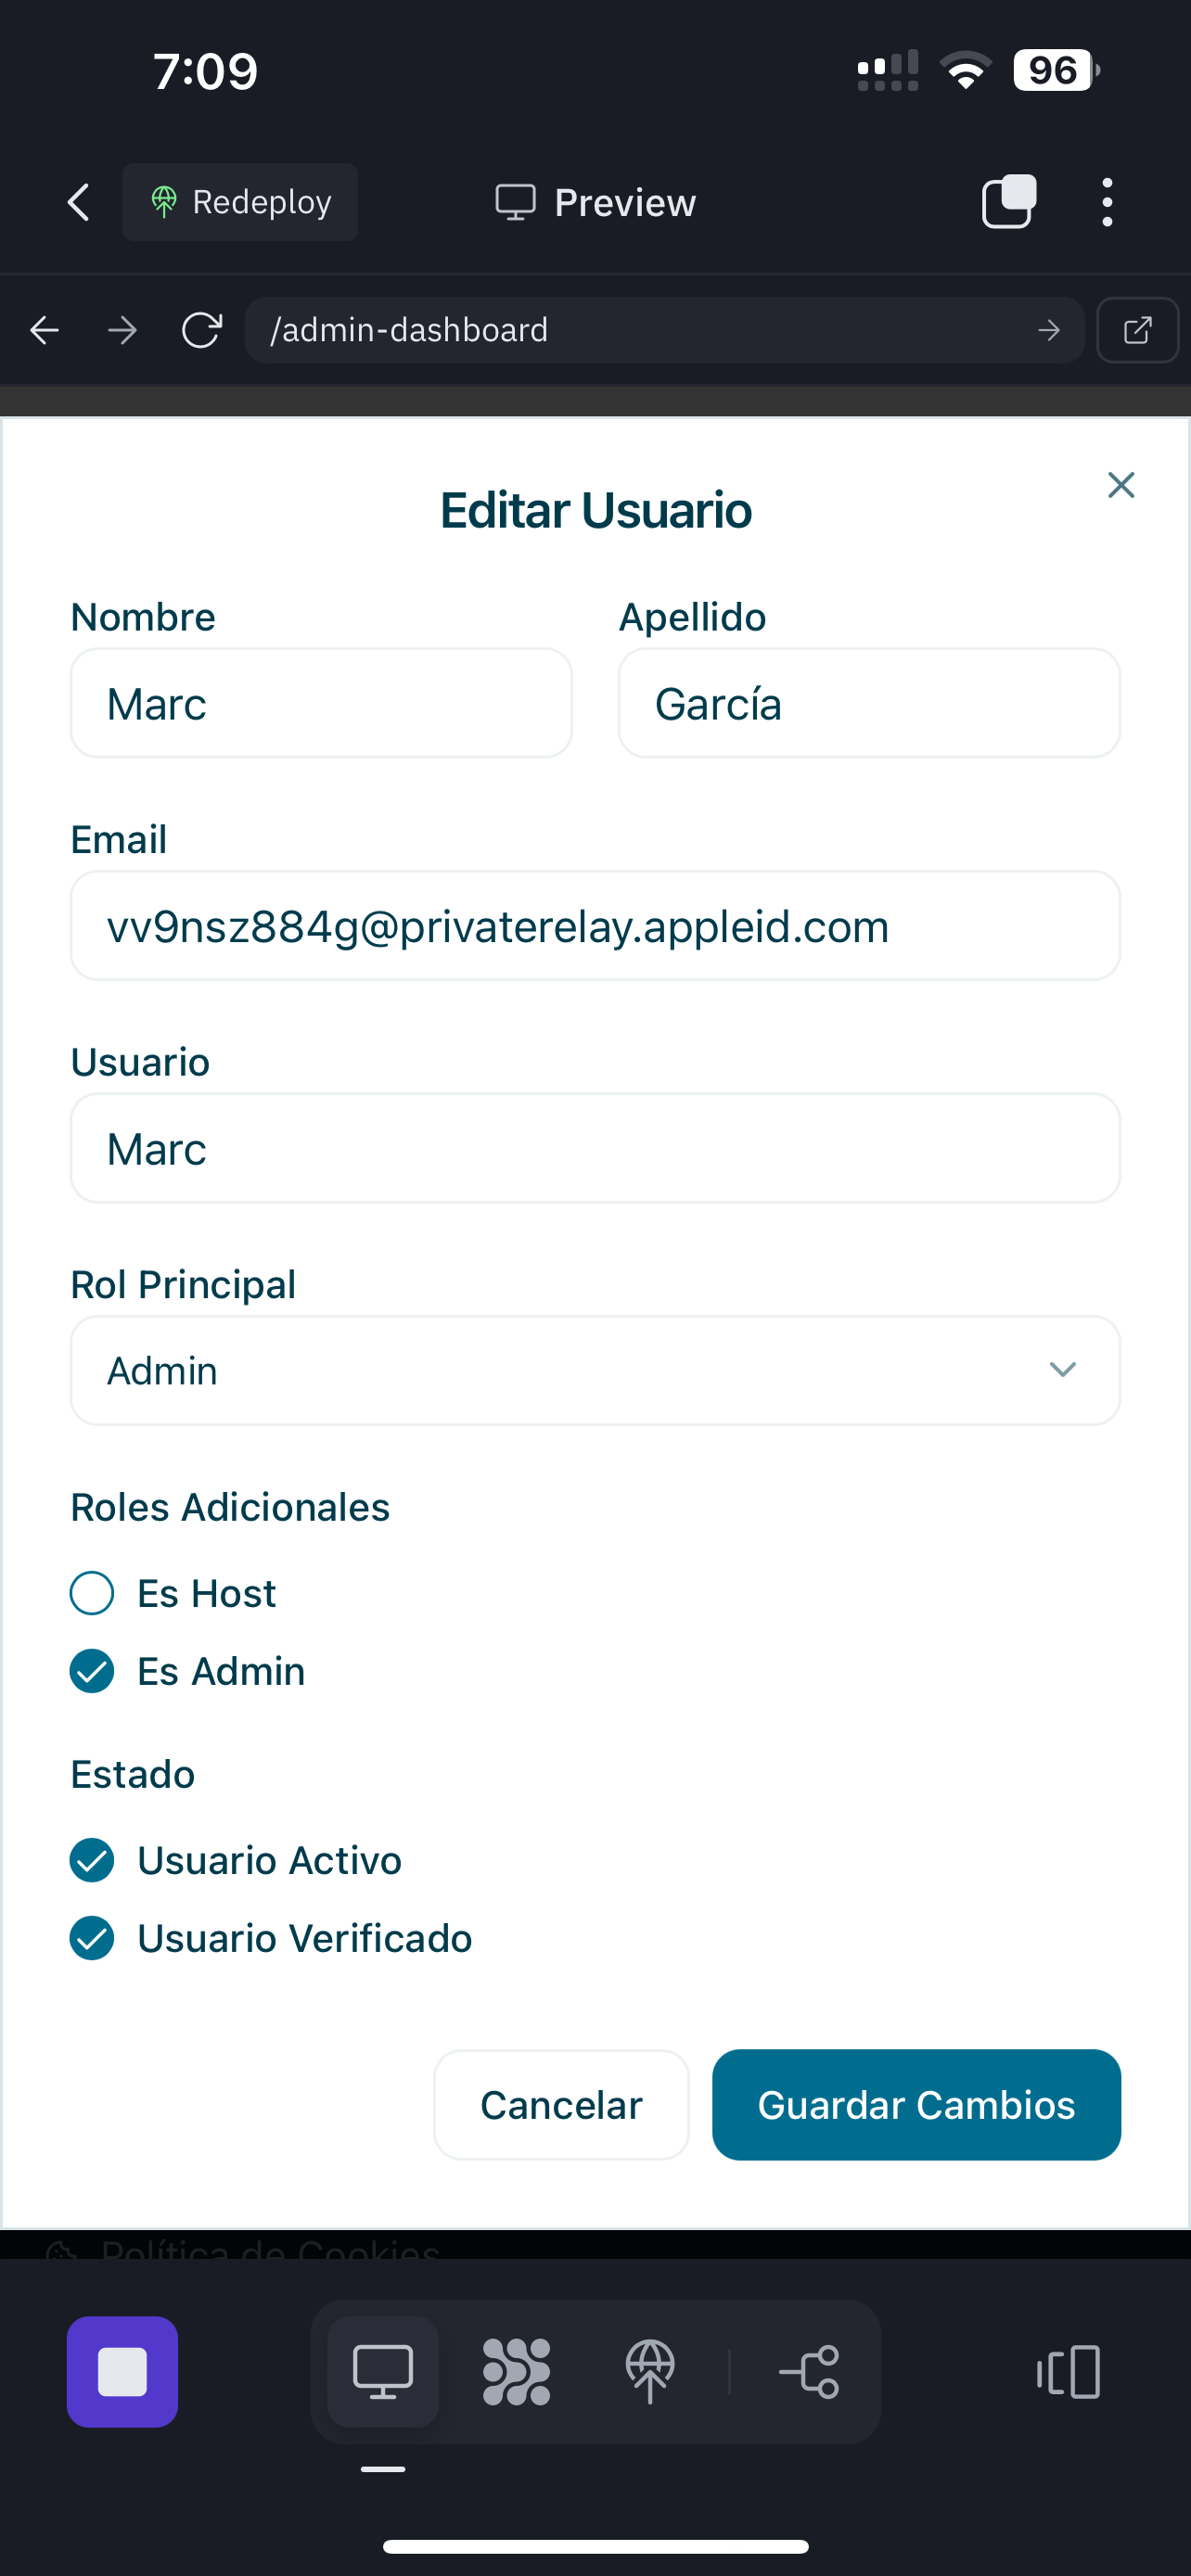 7:09
96
Redeploy
Preview
/admin-dashboard
Editar Usuario
Nombre
Apellido
Marc
García
Email
vv9nsz884g@privaterelay.appleid.com
Usuario
Marc
Rol Principal
Admin
Roles Adicionales
Es Host
Es Admin
Estado
Usuario Activo
Usuario Verificado
Cancelar
Guardar Cambios
Política de Cookies